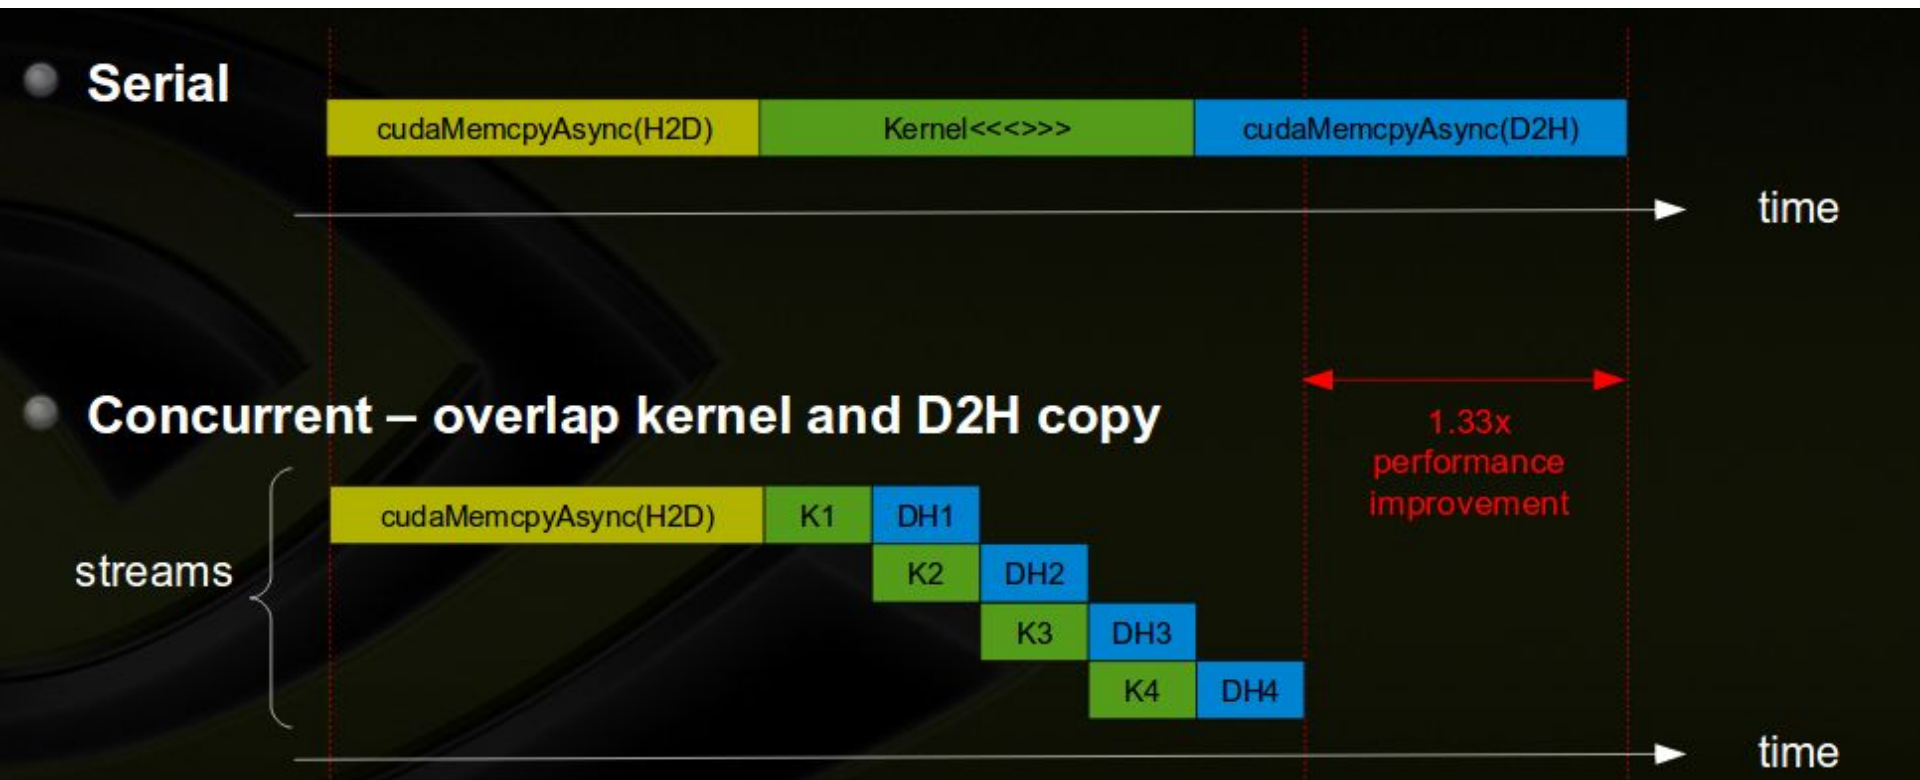 Serial
cudaMemcpyAsync(H2D) Kernel<<<>>> cudaMemcpyAsync(D2H)
time
Concurrent – overlap kernel and D2H copy
1.33x
performance
improvement
streams
cudaMemcpyAsync(H2D) K1 DH1
K2 DH2
K3 DH3
K4 DH4
time